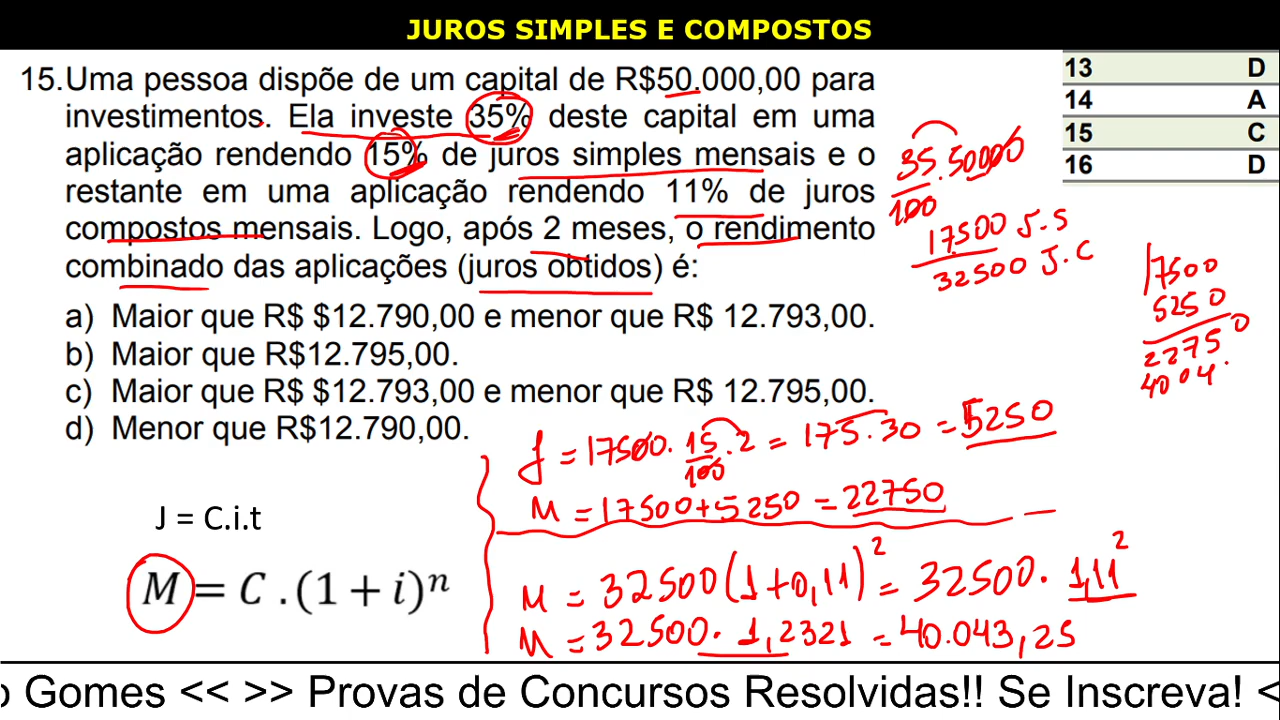 JUROS SIMPLES E COMPOSTOS
15. Uma pessoa dispõe de um capital de R$50.000,00 para
investimentos. Ela investe 35% deste capital em uma
aplicação rendendo 15% de juros simples mensais e o
restante em uma aplicação rendendo 11% de juros
compostos mensais. Logo, após 2 meses, o rendimento
combinado das aplicações (juros obtidos) é:
a) Maior que R$ $12.790,00 e menor que R$ 12.793,00.
b) Maior que R$12.795,00.
c) Maior que R$ $12.793,00 e menor que R$ 12.795,00.
d) Menor que R$12.790,00.
13 D
14 A
15 C
16 D
35 . 50000
100
17500 J.S
32500 J.C
17500
5250
22750
4004.
J = 17500 . 15 . 2 = 175 . 30 = 5250
100
M = 17500 + 5250 = 22750
J = C.i.t
M = C .(1 + i)ⁿ
M = 32500 (1+0,11)² = 32500 . 1,11²
M = 32500 . 1,2321 = 40.043,25
o Gomes << >> Provas de Concursos Resolvidas!! Se Inscreva! <